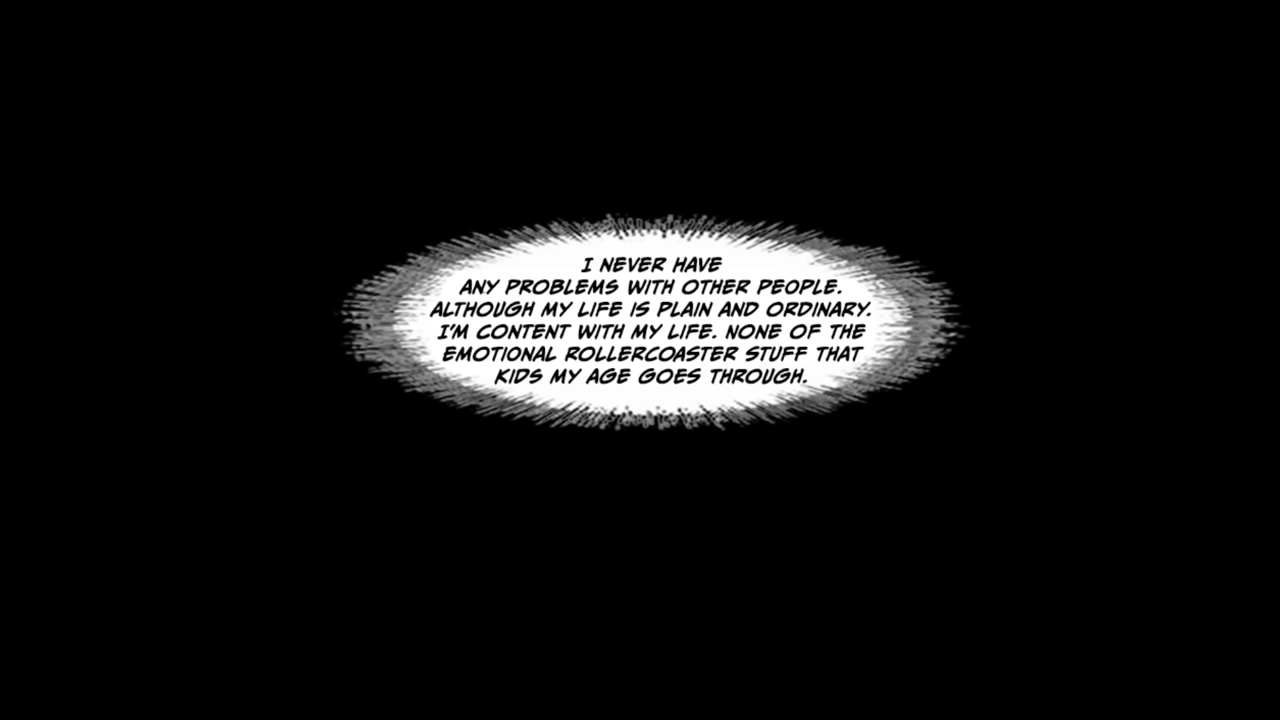 I NEVER HAVE
ANY PROBLEMS WITH OTHER PEOPLE.
ALTHOUGH MY LIFE IS PLAIN AND ORDINARY.
I'M CONTENT WITH MY LIFE. NONE OF THE
EMOTIONAL ROLLERCOASTER STUFF THAT
KIDS MY AGE GOES THROUGH.